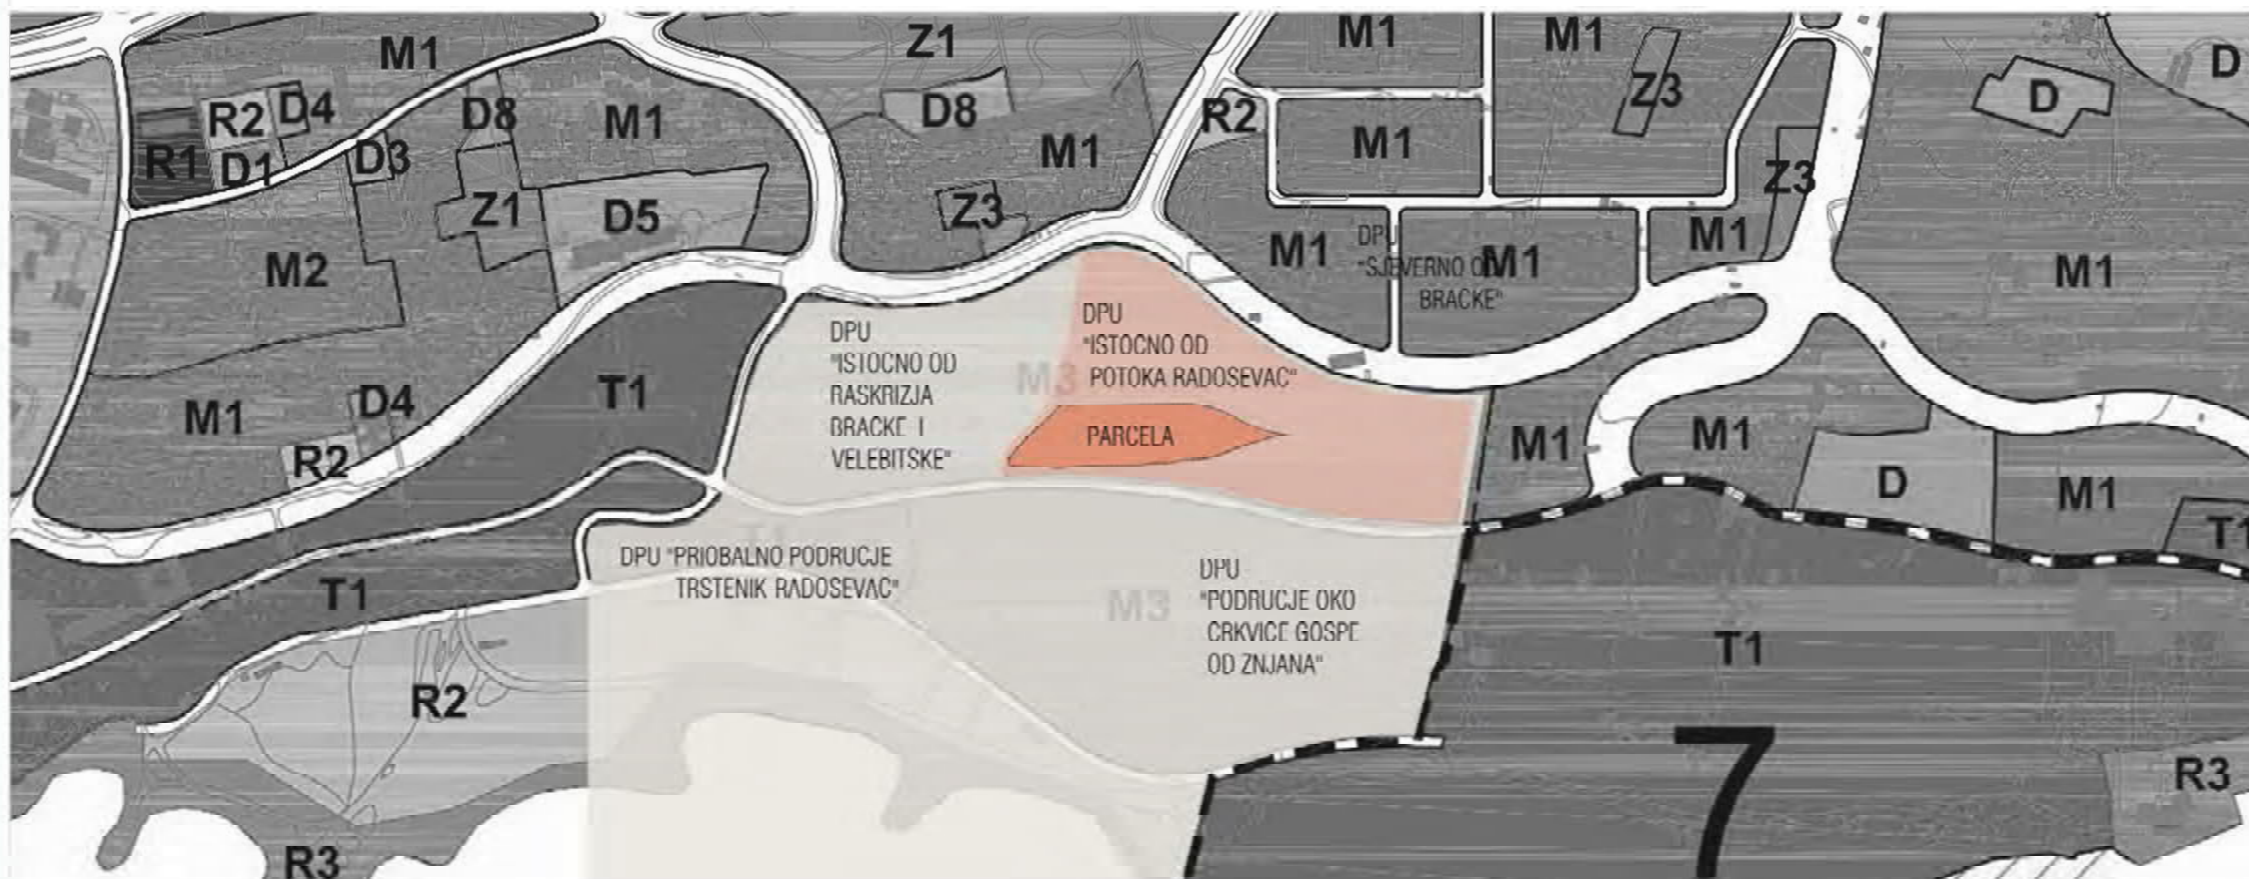 M1
Z1
M1
M1
Z3
D
D
R2
D4
D8
M1
D8
R2
M1
R1
D1
D3
M1
Z3
Z1
D5
Z3
M1
M2
M1
DPU
"SJEVERNO OD
BRACKE"
M1
M1
DPU
"ISTOCNO OD
RASKRIZJA
BRACKE I
VELEBITSKE"
M3
DPU
"ISTOCNO OD
POTOKA RADOSEVAC"
PARCELA
M1
D4
R2
T1
M1
M1
D
M1
T1
T1
DPU "PRIOBALNO PODRUCJE
TRSTENIK RADOSEVAC"
T1
M3
DPU
"PODRUCJE OKO
CRKVICE GOSPE
OD ZNJANA"
T1
R2
7
R3
R3